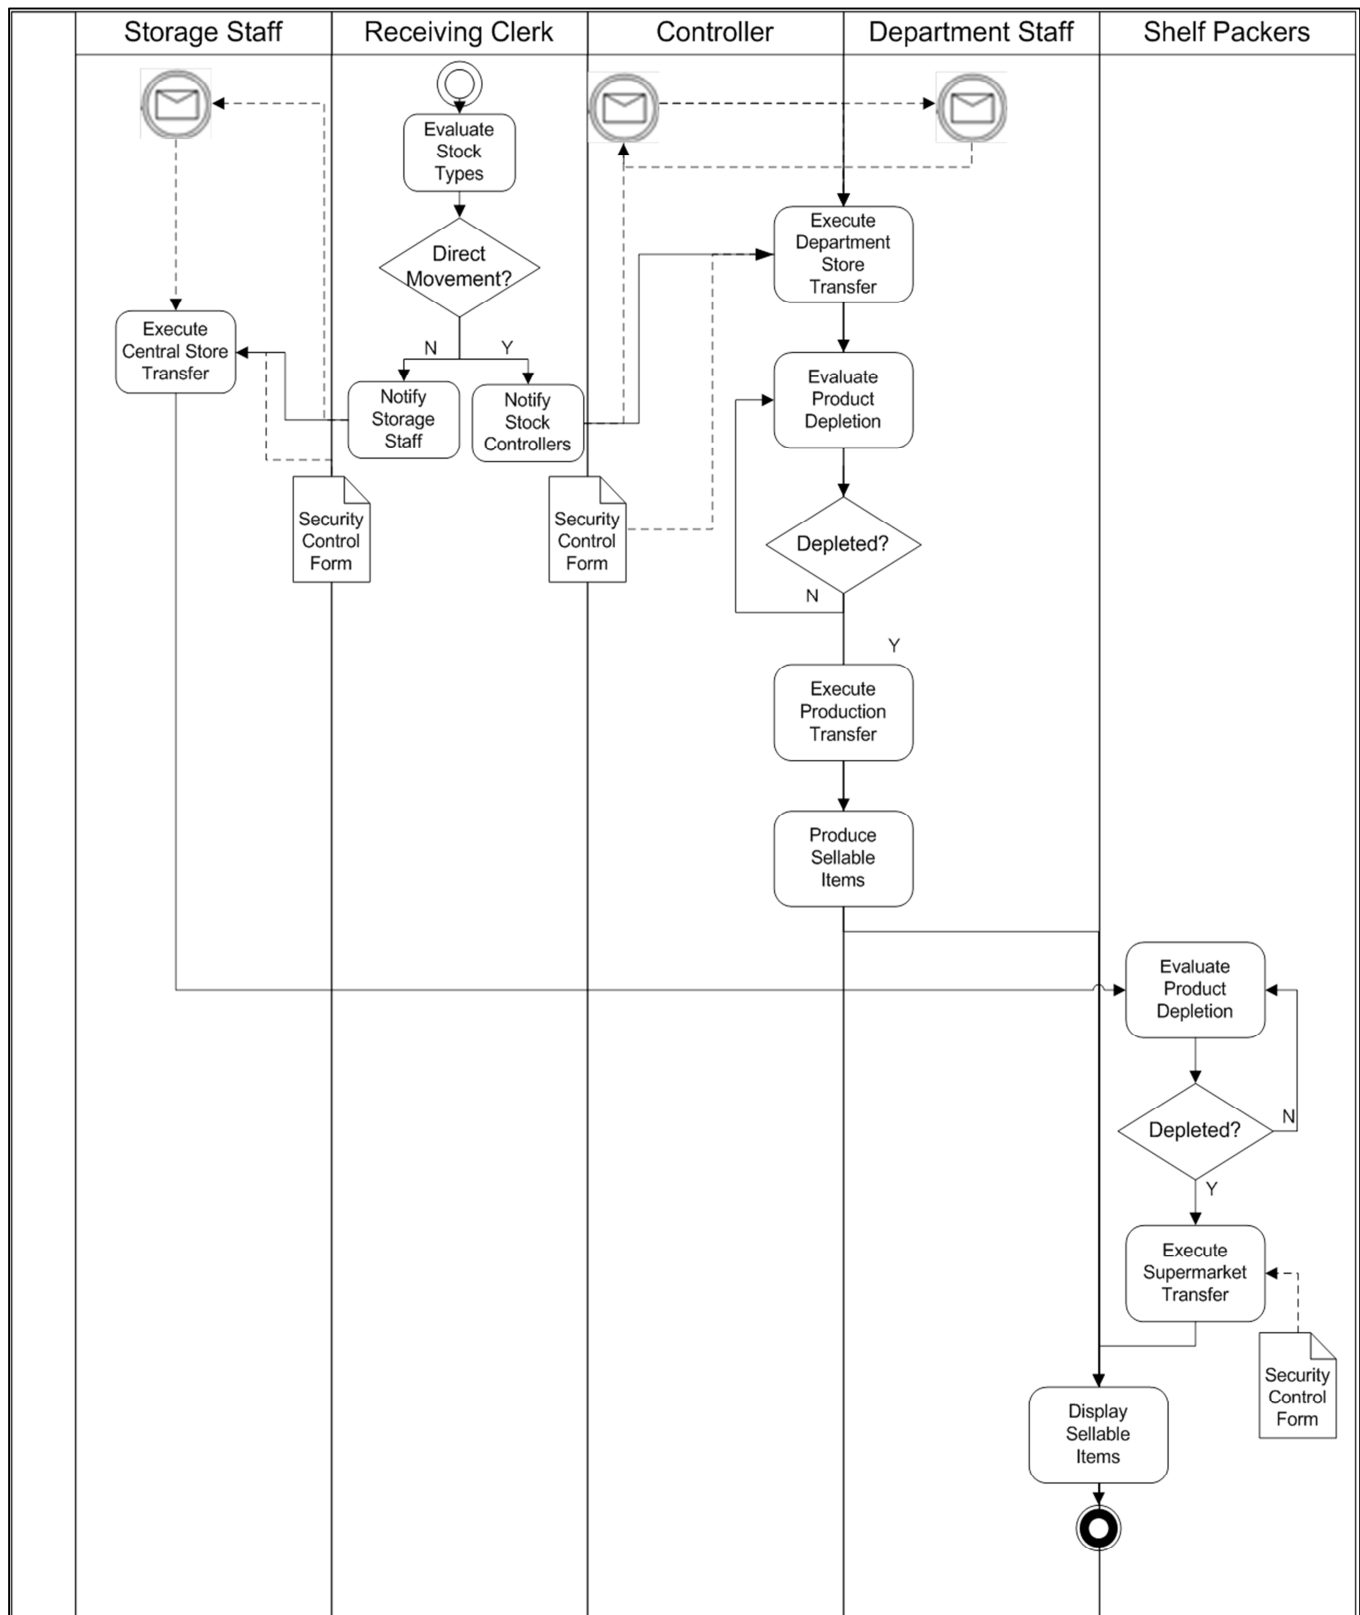 Storage Staff
Receiving Clerk
Controller
Department Staff
Shelf Packers
Evaluate
Stock
Types
Direct
Movement?
N
Y
Execute
Central Store
Transfer
Notify
Storage
Staff
Notify
Stock
Controllers
Security
Control
Form
Security
Control
Form
Execute
Department
Store
Transfer
Evaluate
Product
Depletion
Depleted?
N
Y
Execute
Production
Transfer
Produce
Sellable
Items
Evaluate
Product
Depletion
Depleted?
N
Y
Execute
Supermarket
Transfer
Security
Control
Form
Display
Sellable
Items